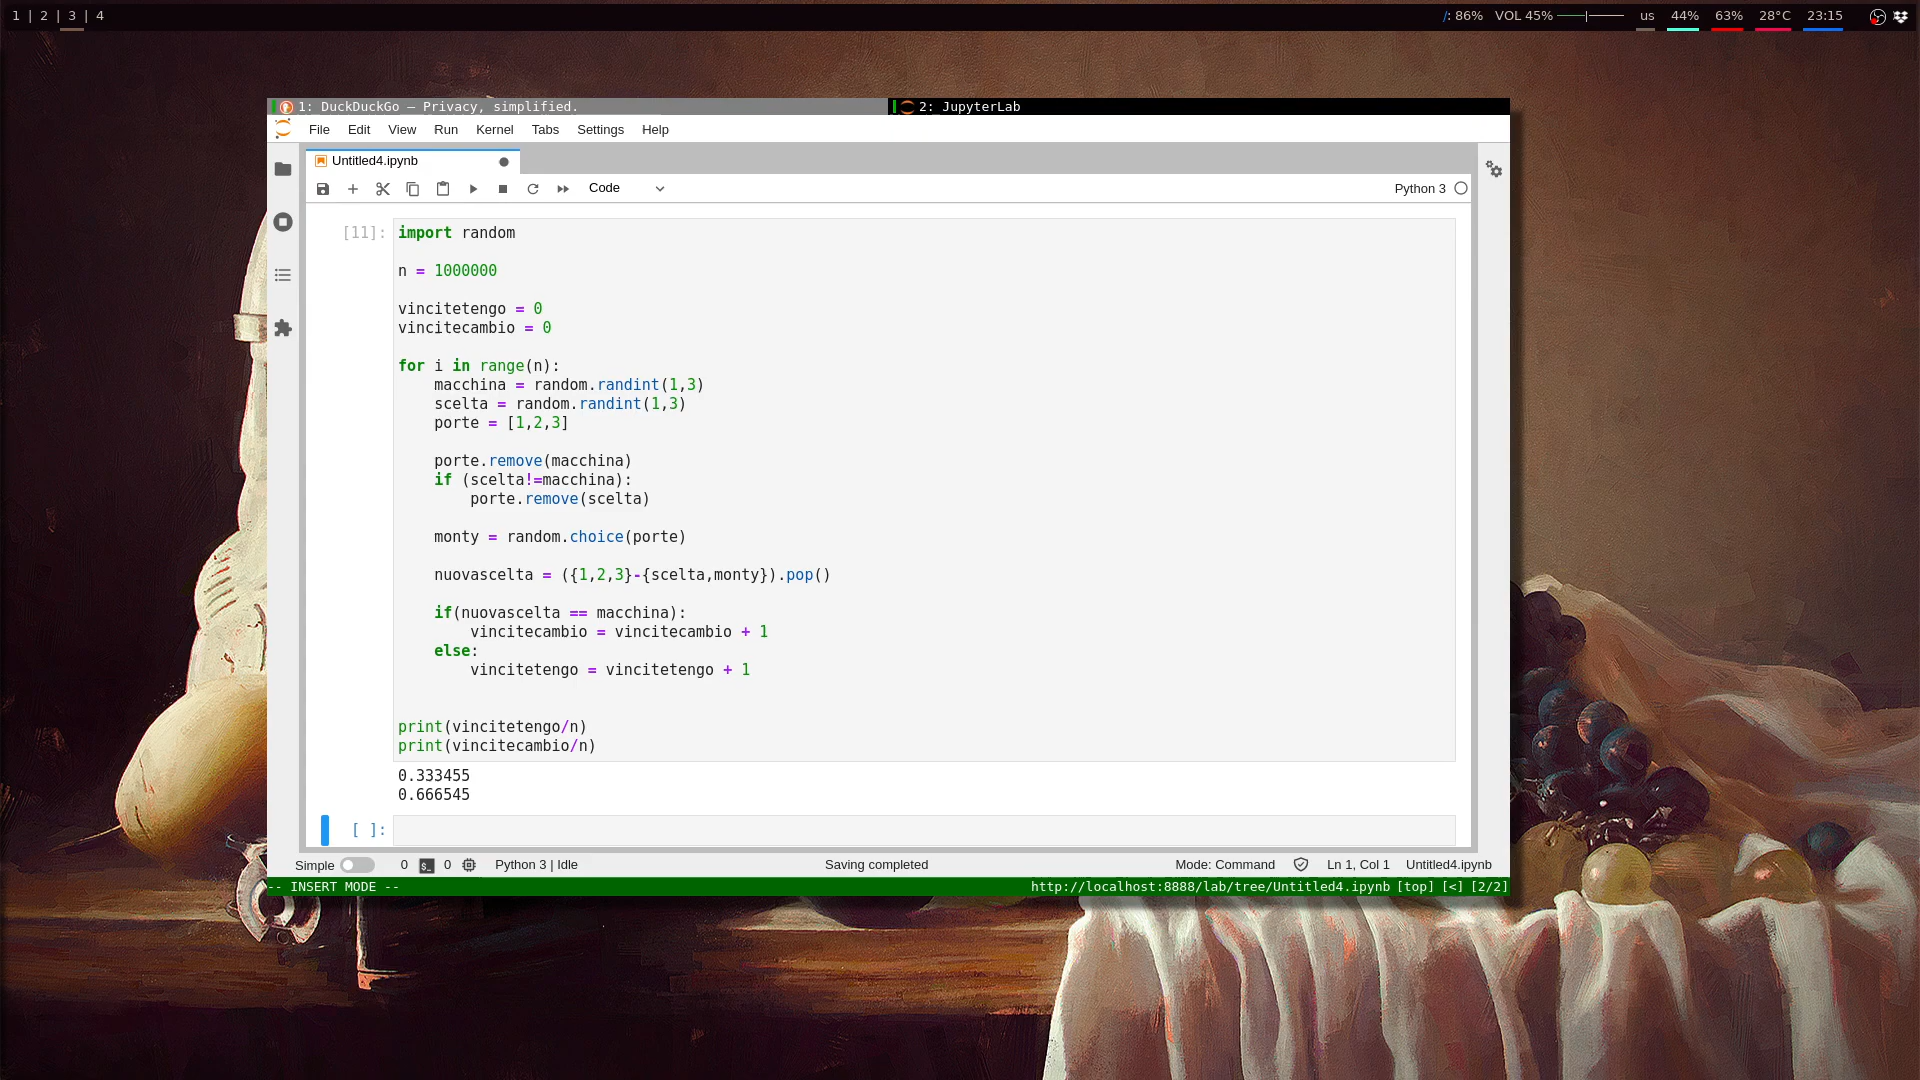 1 | 2 | 3 | 4
/: 86% VOL 45% us 44% 63% 28°C 23:15
1: DuckDuckGo — Privacy, simplified.
2: JupyterLab
File Edit View Run Kernel Tabs Settings Help
Untitled4.ipynb
Code
Python 3
[11]:
import random
n = 1000000
vincitetengo = 0
vincitecambio = 0
for i in range(n):
    macchina = random.randint(1,3)
    scelta = random.randint(1,3)
    porte = [1,2,3]
    porte.remove(macchina)
    if (scelta!=macchina):
        porte.remove(scelta)
    monty = random.choice(porte)
    nuovascelta = ({1,2,3}-{scelta,monty}).pop()
    if(nuovascelta == macchina):
        vincitecambio = vincitecambio + 1
    else:
        vincitetengo = vincitetengo + 1
print(vincitetengo/n)
print(vincitecambio/n)
0.333455
0.666545
[ ]:
Simple 0 $_ 0 Python 3 | Idle Saving completed Mode: Command Ln 1, Col 1 Untitled4.ipynb
-- INSERT MODE -- http://localhost:8888/lab/tree/Untitled4.ipynb [top] [<] [2/2]